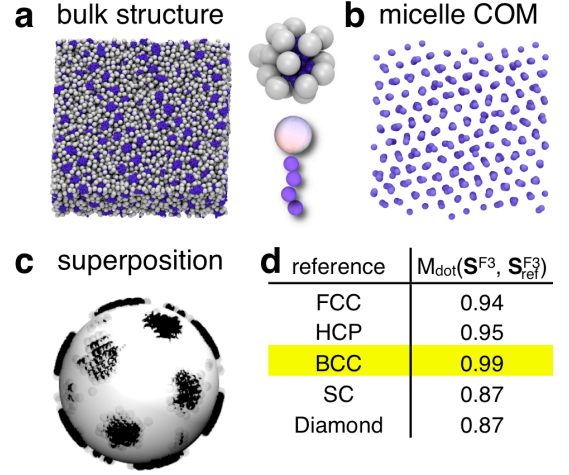 a bulk structure
b micelle COM
c superposition
d reference M_dot(S^F3, S_ref^F3)
FCC 0.94
HCP 0.95
BCC 0.99
SC 0.87
Diamond 0.87